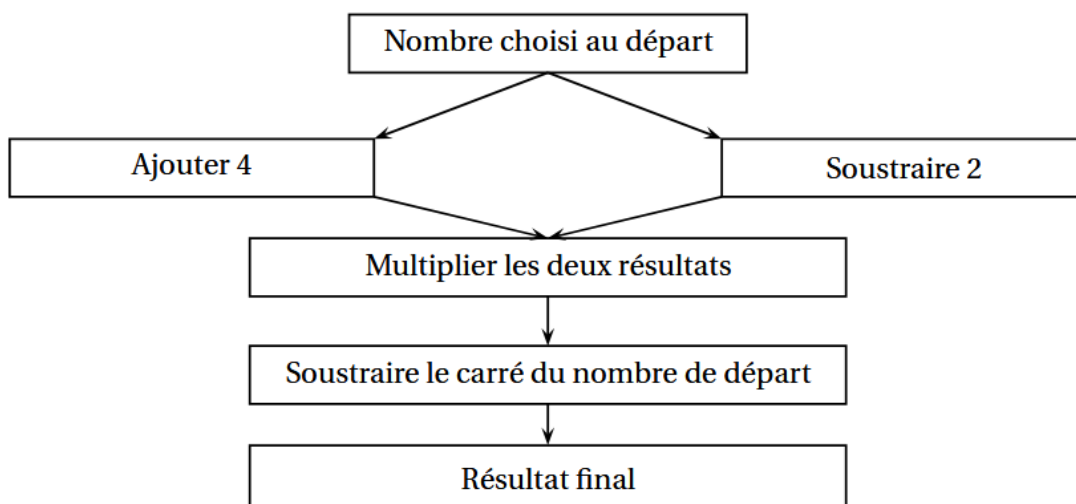 Nombre choisi au départ
Ajouter 4
Soustraire 2
Multiplier les deux résultats
Soustraire le carré du nombre de départ
Résultat final